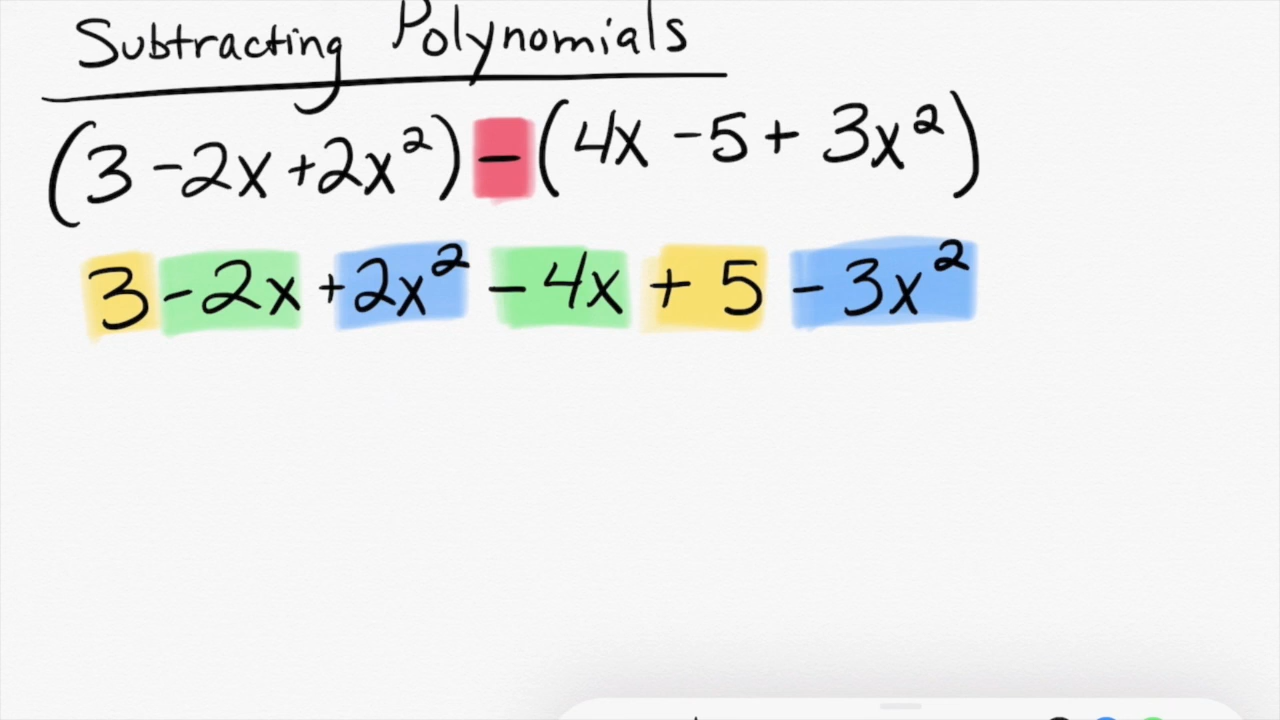 Subtracting Polynomials
(3 - 2x + 2x²) - (4x - 5 + 3x²)
3 - 2x + 2x² - 4x + 5 - 3x²